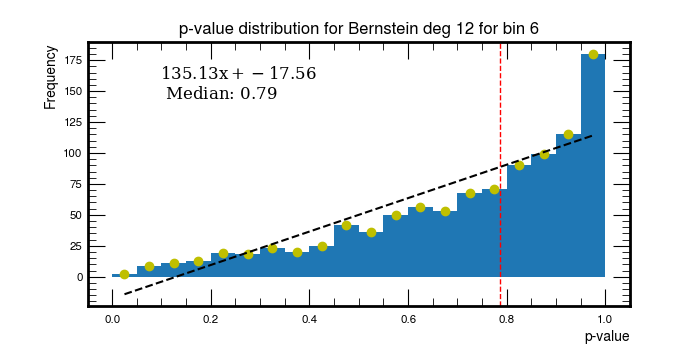 p-value distribution for Bernstein deg 12 for bin 6
Frequency
175
150
125
100
75
50
25
0
135.13x + −17.56
Median: 0.79
0.0 0.2 0.4 0.6 0.8 1.0
p-value